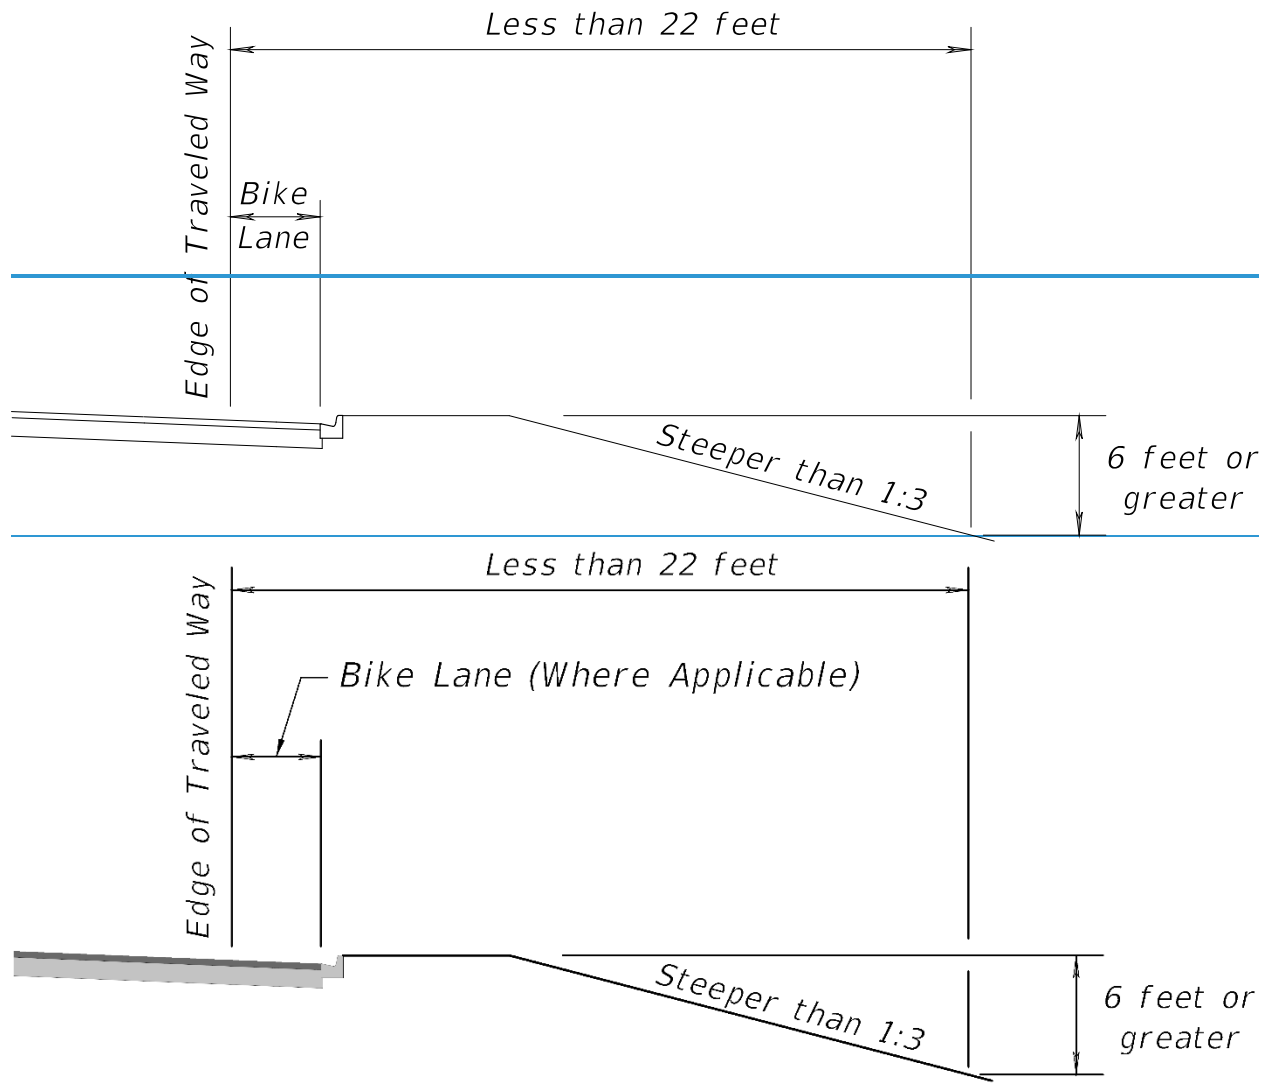 Less than 22 feet
Edge of Traveled Way
Bike
Lane
Steeper than 1:3
6 feet or
greater
Less than 22 feet
Edge of Traveled Way
Bike Lane (Where Applicable)
Steeper than 1:3
6 feet or
greater